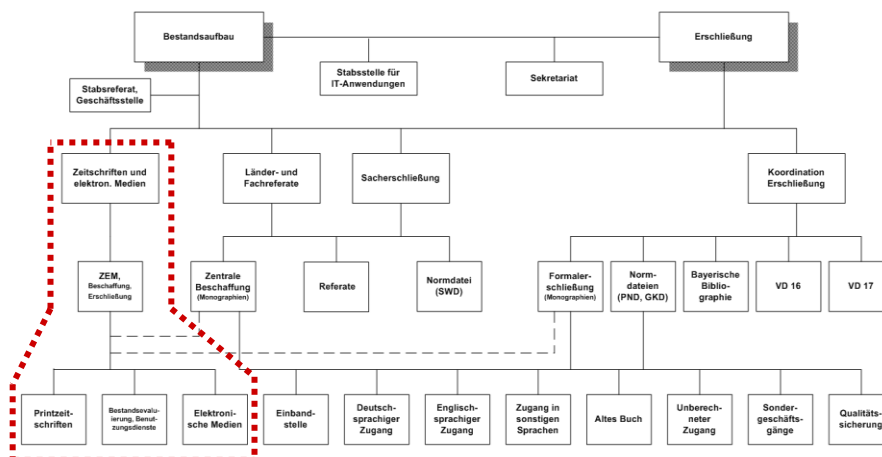 Bestandsaufbau
Erschließung
Stabsstelle für
IT-Anwendungen
Sekretariat
Stabsreferat,
Geschäftsstelle
Zeitschriften und
elektron. Medien
Länder- und
Fachreferate
Sacherschließung
Koordination
Erschließung
ZEM,
Beschaffung,
Erschließung
Zentrale
Beschaffung
(Monographien)
Referate
Normdatei
(SWD)
Formaler-
schließung
(Monographien)
Norm-
dateien
(PND, GKD)
Bayerische
Biblio-
graphie
VD 16
VD 17
Printzeit-
schriften
Bestandsevalu-
ierung, Benut-
zungsdienste
Elektroni-
sche Medien
Einband-
stelle
Deutsch-
sprachiger
Zugang
Englisch-
sprachiger
Zugang
Zugang in
sonstigen
Sprachen
Altes Buch
Unberech-
neter
Zugang
Sonder-
geschäfts-
gänge
Qualitäts-
sicherung